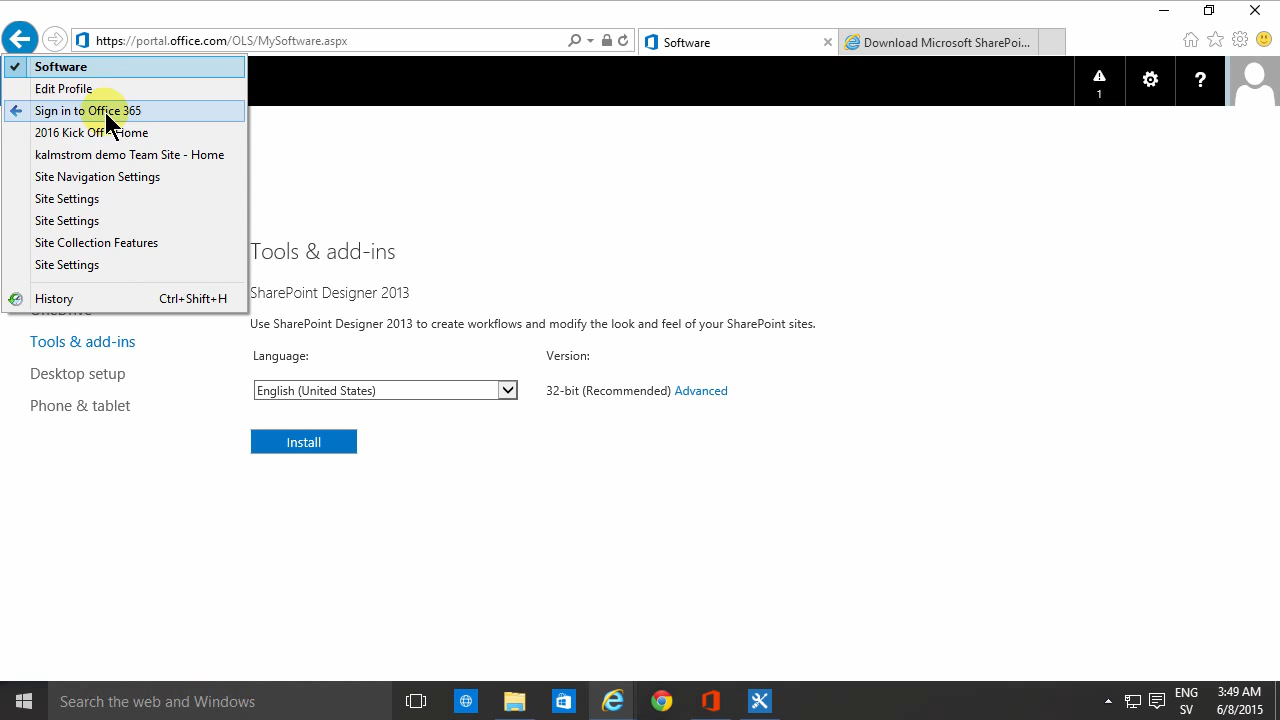 https://portal.office.com/OLS/MySoftware.aspx
Software
Download Microsoft SharePoi...
Software
Edit Profile
Sign in to Office 365
2016 Kick Off - Home
kalmstrom demo Team Site - Home
Site Navigation Settings
Site Settings
Site Settings
Site Collection Features
Site Settings
History Ctrl+Shift+H
1
?
OneDrive
Tools & add-ins
Desktop setup
Phone & tablet
Tools & add-ins
SharePoint Designer 2013
Use SharePoint Designer 2013 to create workflows and modify the look and feel of your SharePoint sites.
Language: Version:
English (United States) 32-bit (Recommended) Advanced
Install
Search the web and Windows
ENG
SV
3:49 AM
6/8/2015